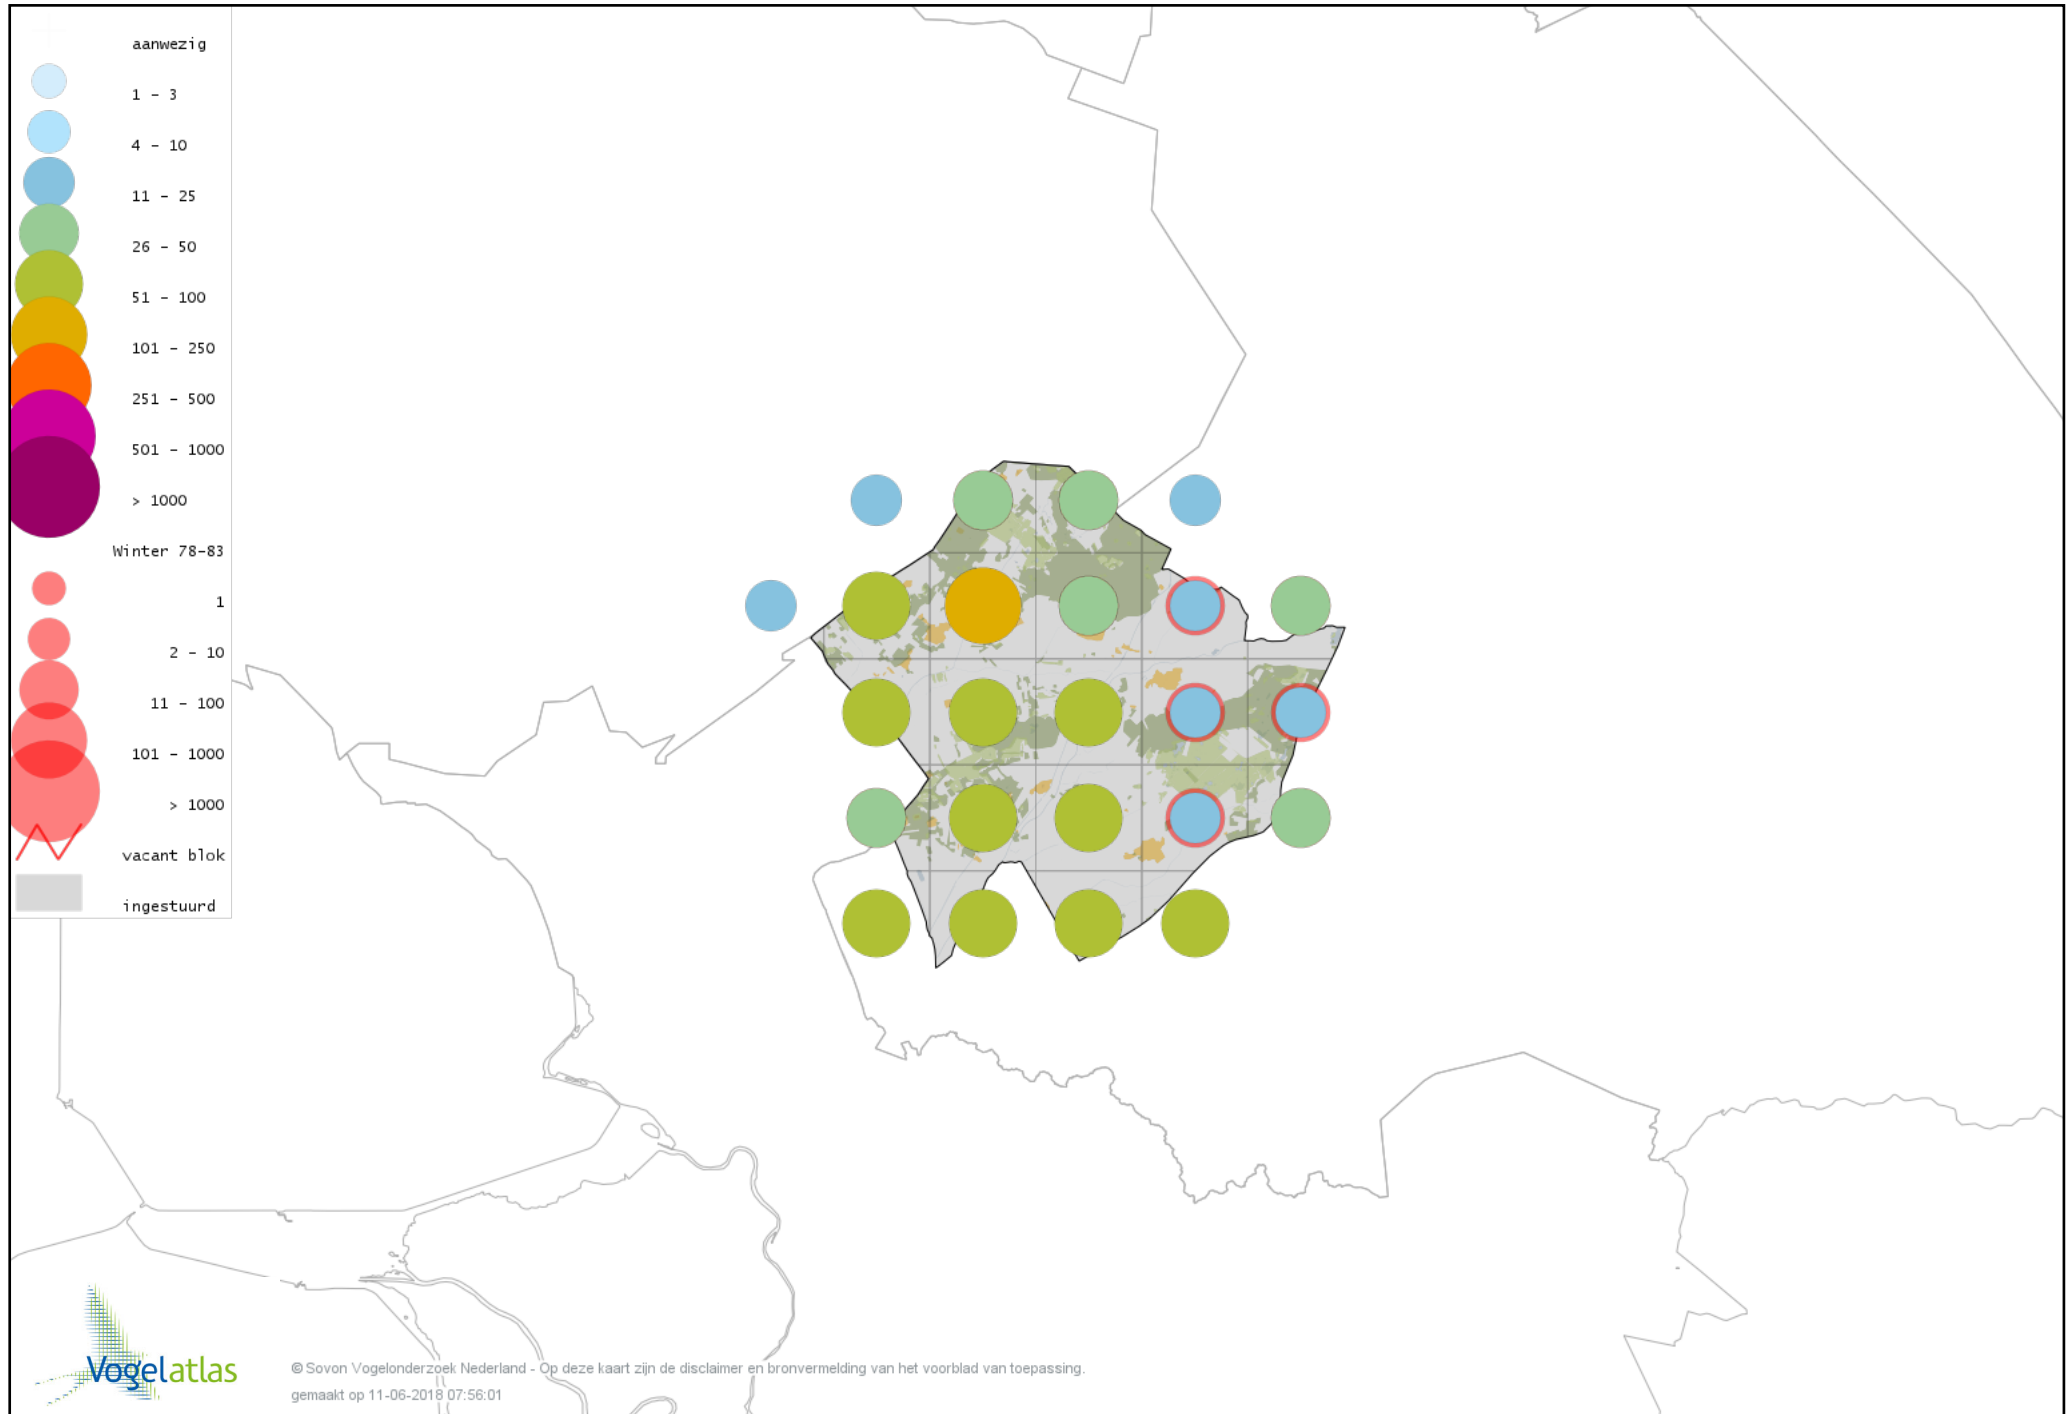 aanwezig
1 - 3
4 - 10
11 - 25
26 - 50
51 - 100
101 - 250
251 - 500
501 - 1000
> 1000
Winter 78-83
1
2 - 10
11 - 100
101 - 1000
> 1000
vacant blok
ingestuurd
Vogelatlas
© Sovon Vogelonderzoek Nederland - Op deze kaart zijn de disclaimer en bronvermelding van het voorblad van toepassing.
gemaakt op 11-06-2018 07:56:01